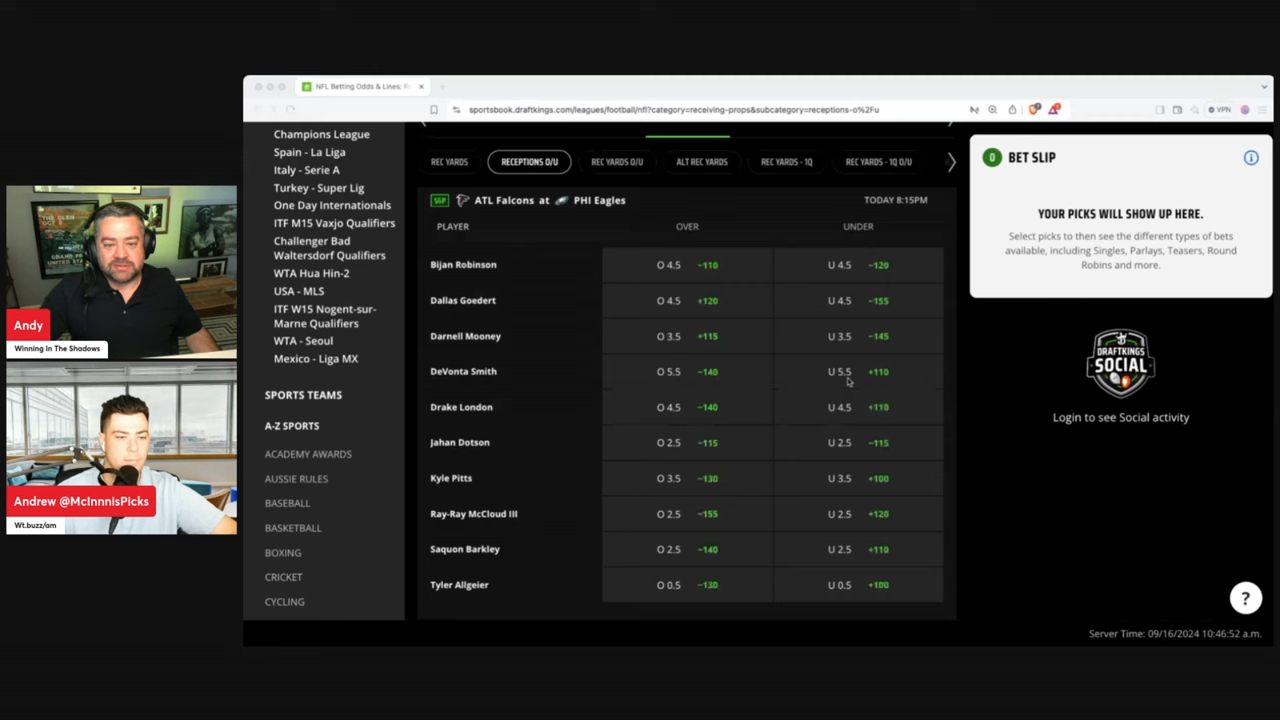 NFL Betting Odds & Lines: R
sportsbook.draftkings.com/leagues/football/nfl?category=receiving-props&subcategory=receptions-o%2Fu
VPN
Champions League
Spain - La Liga
Italy - Serie A
Turkey - Super Lig
One Day Internationals
ITF M15 Vaxjo Qualifiers
Challenger Bad
Waltersdorf Qualifiers
WTA Hua Hin-2
USA - MLS
ITF W15 Nogent-sur-
Marne Qualifiers
WTA - Seoul
Mexico - Liga MX
SPORTS TEAMS
A-Z SPORTS
ACADEMY AWARDS
AUSSIE RULES
BASEBALL
BASKETBALL
BOXING
CRICKET
CYCLING
REC YARDS
RECEPTIONS O/U
REC YARDS O/U
ALT REC YARDS
REC YARDS - 1Q
REC YARDS - 1Q O/U
SGP ATL Falcons at PHI Eagles TODAY 8:15PM
PLAYER OVER UNDER
Bijan Robinson O 4.5 −110 U 4.5 −120
Dallas Goedert O 4.5 +120 U 4.5 −155
Darnell Mooney O 3.5 +115 U 3.5 −145
DeVonta Smith O 5.5 −140 U 5.5 +110
Drake London O 4.5 −140 U 4.5 +110
Jahan Dotson O 2.5 −115 U 2.5 −115
Kyle Pitts O 3.5 −130 U 3.5 +100
Ray-Ray McCloud III O 2.5 −155 U 2.5 +120
Saquon Barkley O 2.5 −140 U 2.5 +110
Tyler Allgeier O 0.5 −130 U 0.5 +100
0 BET SLIP
YOUR PICKS WILL SHOW UP HERE.
Select picks to then see the different types of bets
available, including Singles, Parlays, Teasers, Round
Robins and more.
DRAFTKINGS
SOCIAL
Login to see Social activity
?
Server Time: 09/16/2024 10:46:52 a.m.
Andy
Winning In The Shadows
Andrew @McInnnisPicks
Wt.buzz/am